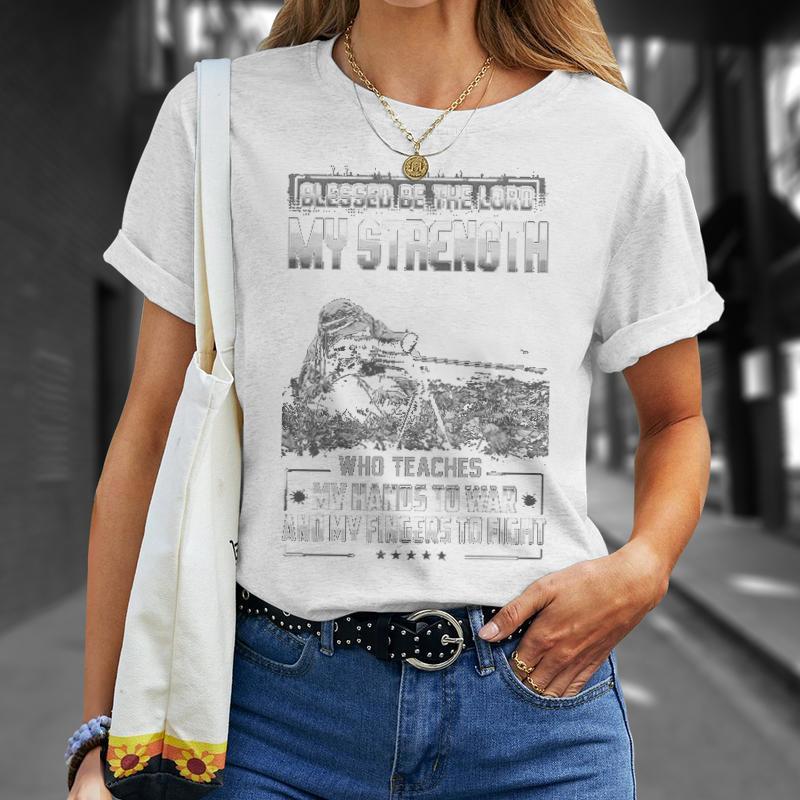 BLESSED BE THE LORD
MY STRENGTH
WHO TEACHES
MY HANDS TO WAR
AND MY FINGERS TO FIGHT